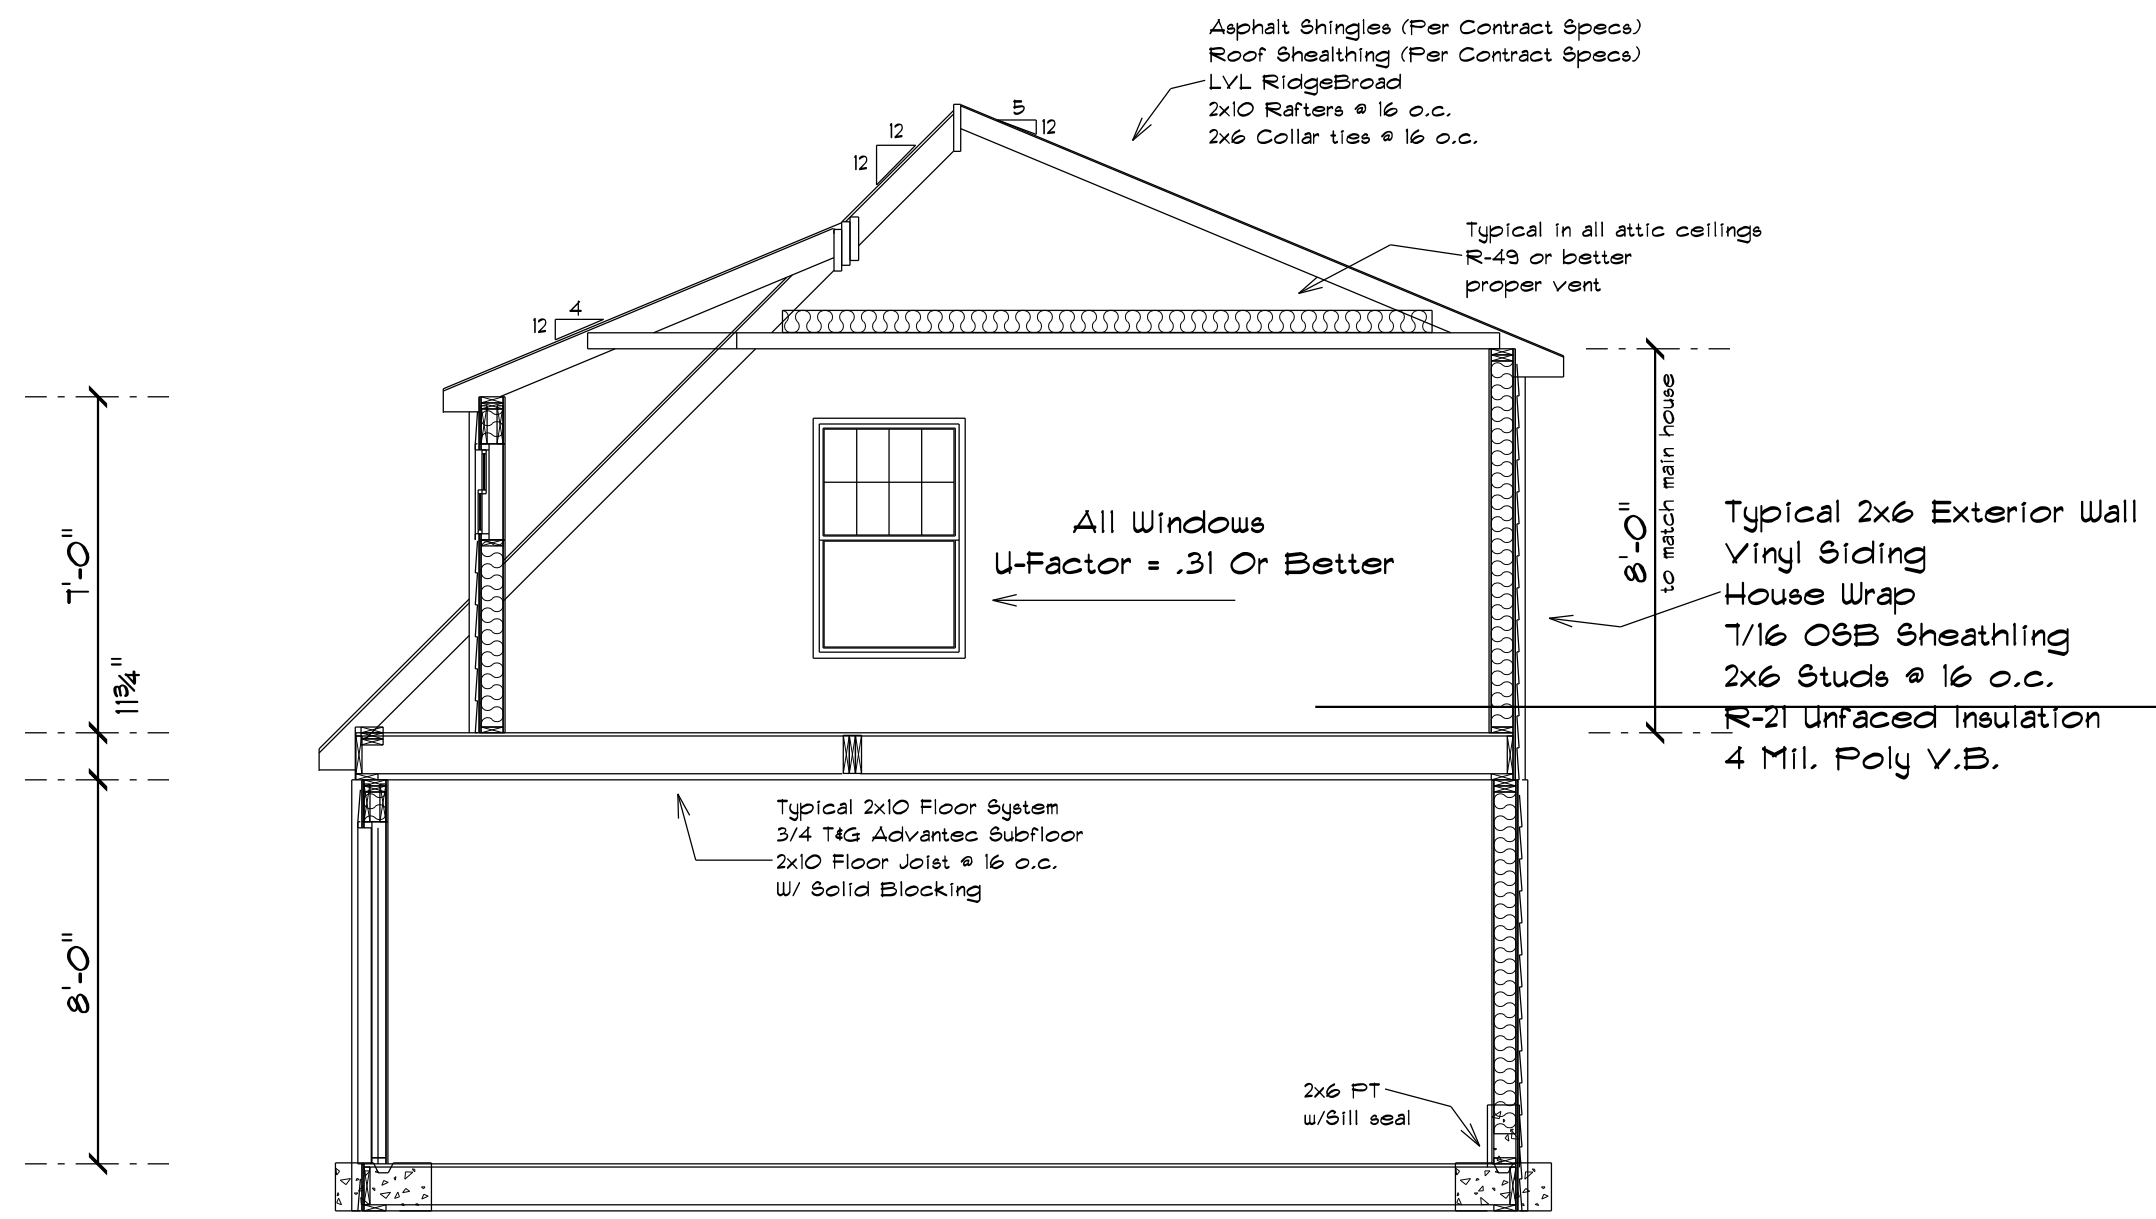 Asphalt Shingles (Per Contract Specs)
Roof Shealthing (Per Contract Specs)
LVL RidgeBroad
2x10 Rafters @ 16 o.c.
2x6 Collar ties @ 16 o.c.
5
12
12
12
Typical in all attic ceilings
R-49 or better
proper vent
4
12
8'-0"
to match main house
7'-0"
All Windows
U-Factor = .31 Or Better
Typical 2x6 Exterior Wall
Vinyl Siding
House Wrap
7/16 OSB Sheathling
2x6 Studs @ 16 o.c.
R-21 Unfaced Insulation
4 Mil. Poly V.B.
11¾"
Typical 2x10 Floor System
3/4 T&G Advantec Subfloor
2x10 Floor Joist @ 16 o.c.
W/ Solid Blocking
8'-0"
2x6 PT
w/Sill seal